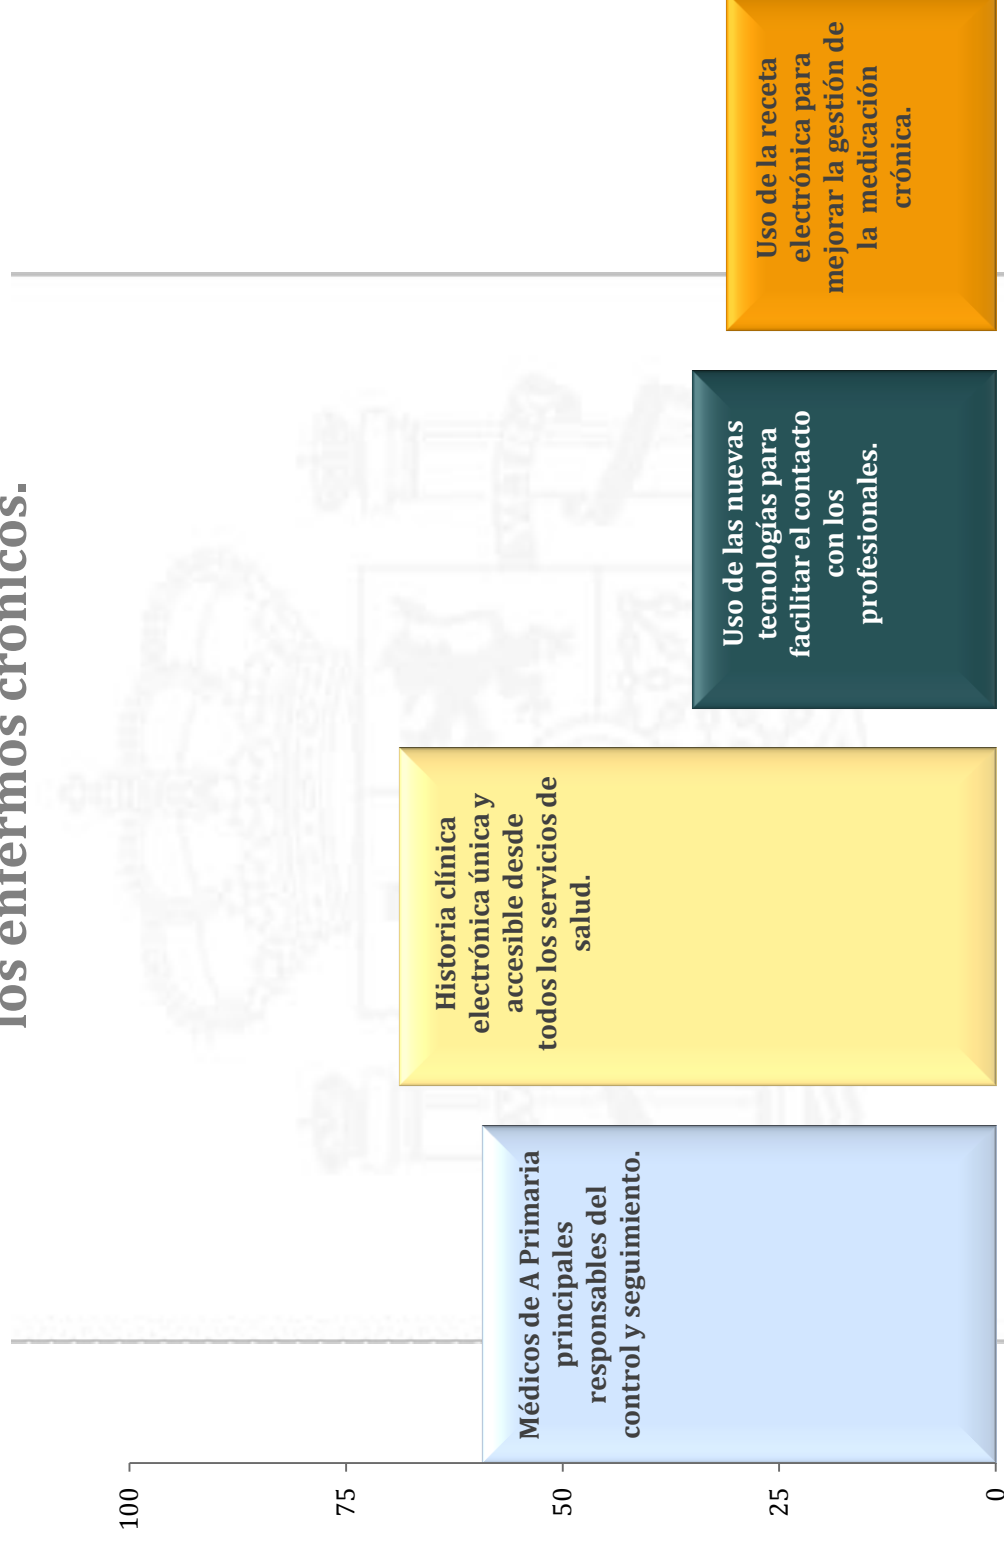 los enfermos crónicos.
100
75
50
25
0
Médicos de A Primaria
principales
responsables del
control y seguimiento.
Historia clínica
electrónica única y
accesible desde
todos los servicios de
salud.
Uso de las nuevas
tecnologías para
facilitar el contacto
con los
profesionales.
Uso de la receta
electrónica para
mejorar la gestión de
la medicación
crónica.